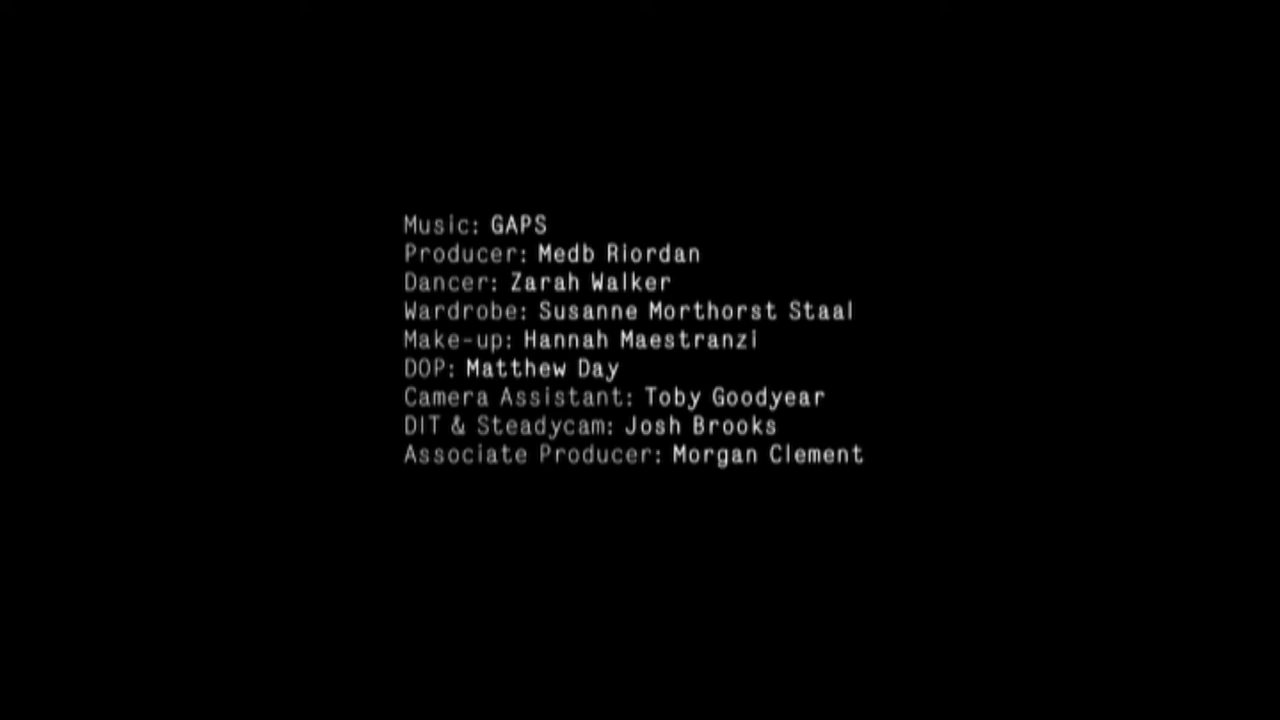 Music: GAPS
Producer: Medb Riordan
Dancer: Zarah Walker
Wardrobe: Susanne Morthorst Staal
Make-up: Hannah Maestranzi
DOP: Matthew Day
Camera Assistant: Toby Goodyear
DIT & Steadycam: Josh Brooks
Associate Producer: Morgan Clement